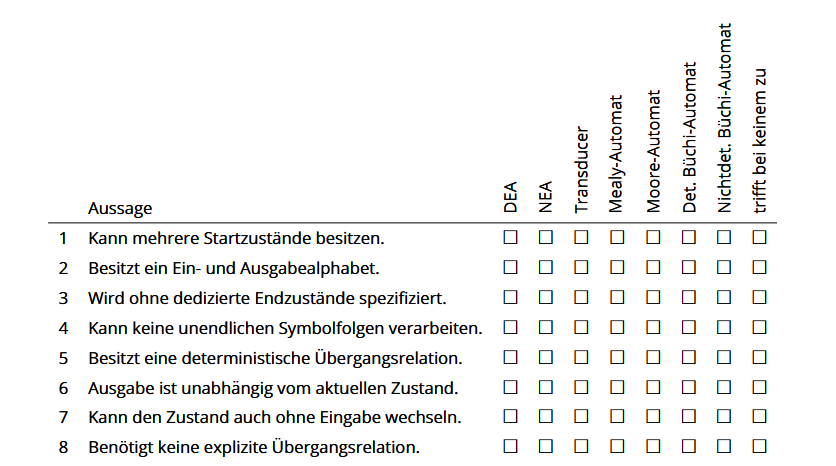 DEA
NEA
Transducer
Mealy-Automat
Moore-Automat
Det. Büchi-Automat
Nichtdet. Büchi-Automat
trifft bei keinem zu
Aussage
1 Kann mehrere Startzustände besitzen. ☐ ☐ ☐ ☐ ☐ ☐ ☐ ☐
2 Besitzt ein Ein- und Ausgabealphabet. ☐ ☐ ☐ ☐ ☐ ☐ ☐ ☐
3 Wird ohne dedizierte Endzustände spezifiziert. ☐ ☐ ☐ ☐ ☐ ☐ ☐ ☐
4 Kann keine unendlichen Symbolfolgen verarbeiten. ☐ ☐ ☐ ☐ ☐ ☐ ☐ ☐
5 Besitzt eine deterministische Übergangsrelation. ☐ ☐ ☐ ☐ ☐ ☐ ☐ ☐
6 Ausgabe ist unabhängig vom aktuellen Zustand. ☐ ☐ ☐ ☐ ☐ ☐ ☐ ☐
7 Kann den Zustand auch ohne Eingabe wechseln. ☐ ☐ ☐ ☐ ☐ ☐ ☐ ☐
8 Benötigt keine explizite Übergangsrelation. ☐ ☐ ☐ ☐ ☐ ☐ ☐ ☐